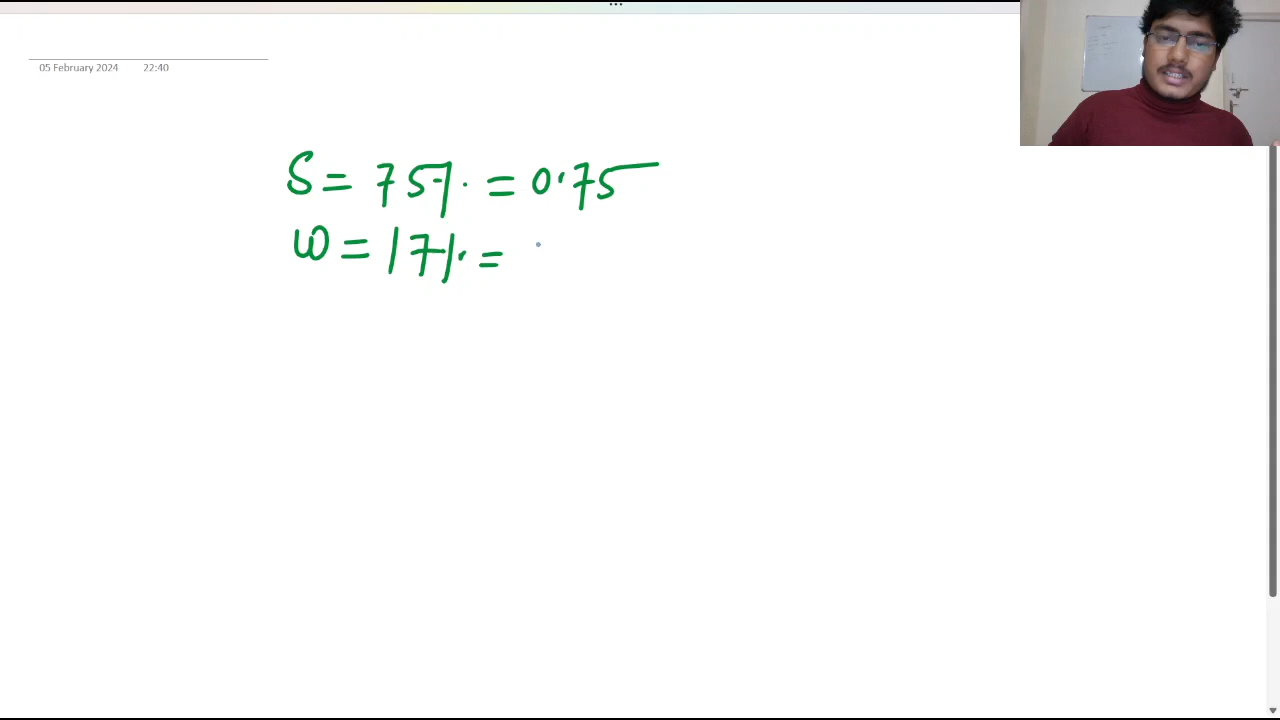 05 February 2024 22:40
S = 75% = 0.75
w = 17% =